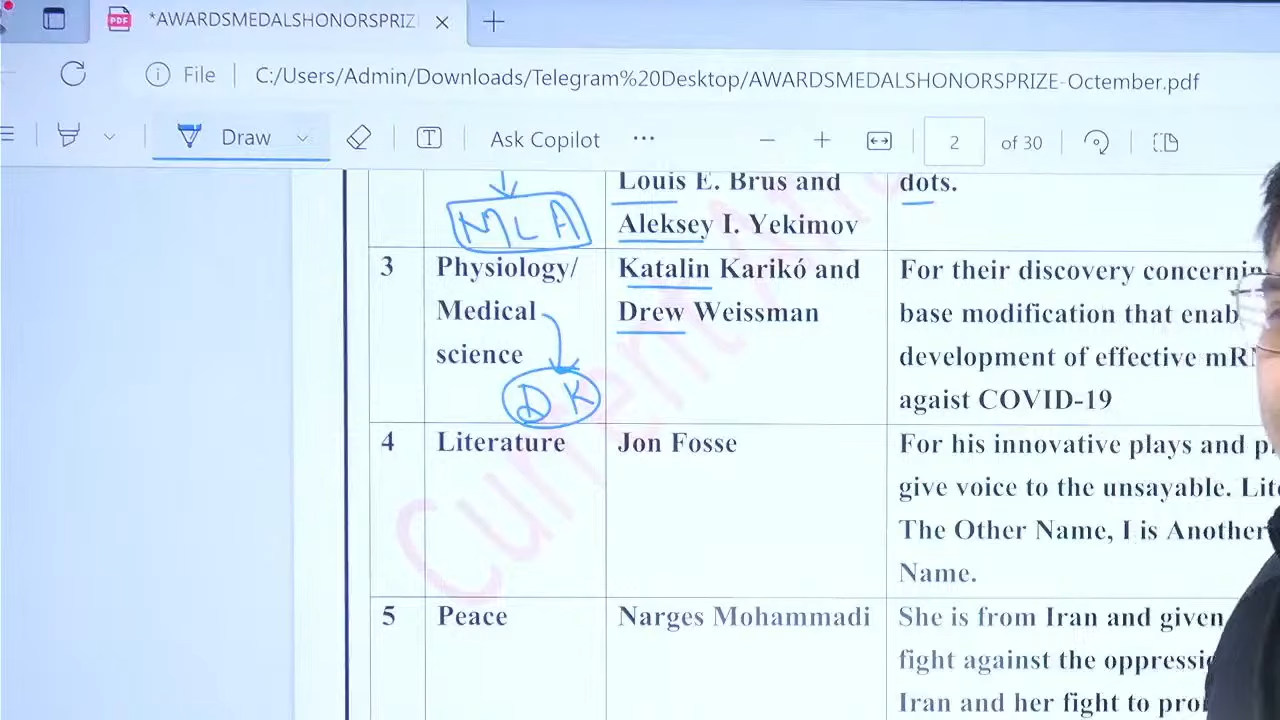 *AWARDSMEDALSHONORSPRIZ
File
C:/Users/Admin/Downloads/Telegram%20Desktop/AWARDSMEDALSHONORSPRIZE-Octember.pdf
Draw
T
Ask Copilot
2 of 30
Louis E. Brus and
Aleksey I. Yekimov
dots.
MLA
3
Physiology/
Medical
science
DK
Katalin Karikó and
Drew Weissman
For their discovery concernin
base modification that enab
development of effective mR
agaist COVID-19
4
Literature
Jon Fosse
For his innovative plays and p
give voice to the unsayable. Lit
The Other Name, I is Another
Name.
5
Peace
Narges Mohammadi
She is from Iran and given
fight against the oppressi
Iran and her fight to pro